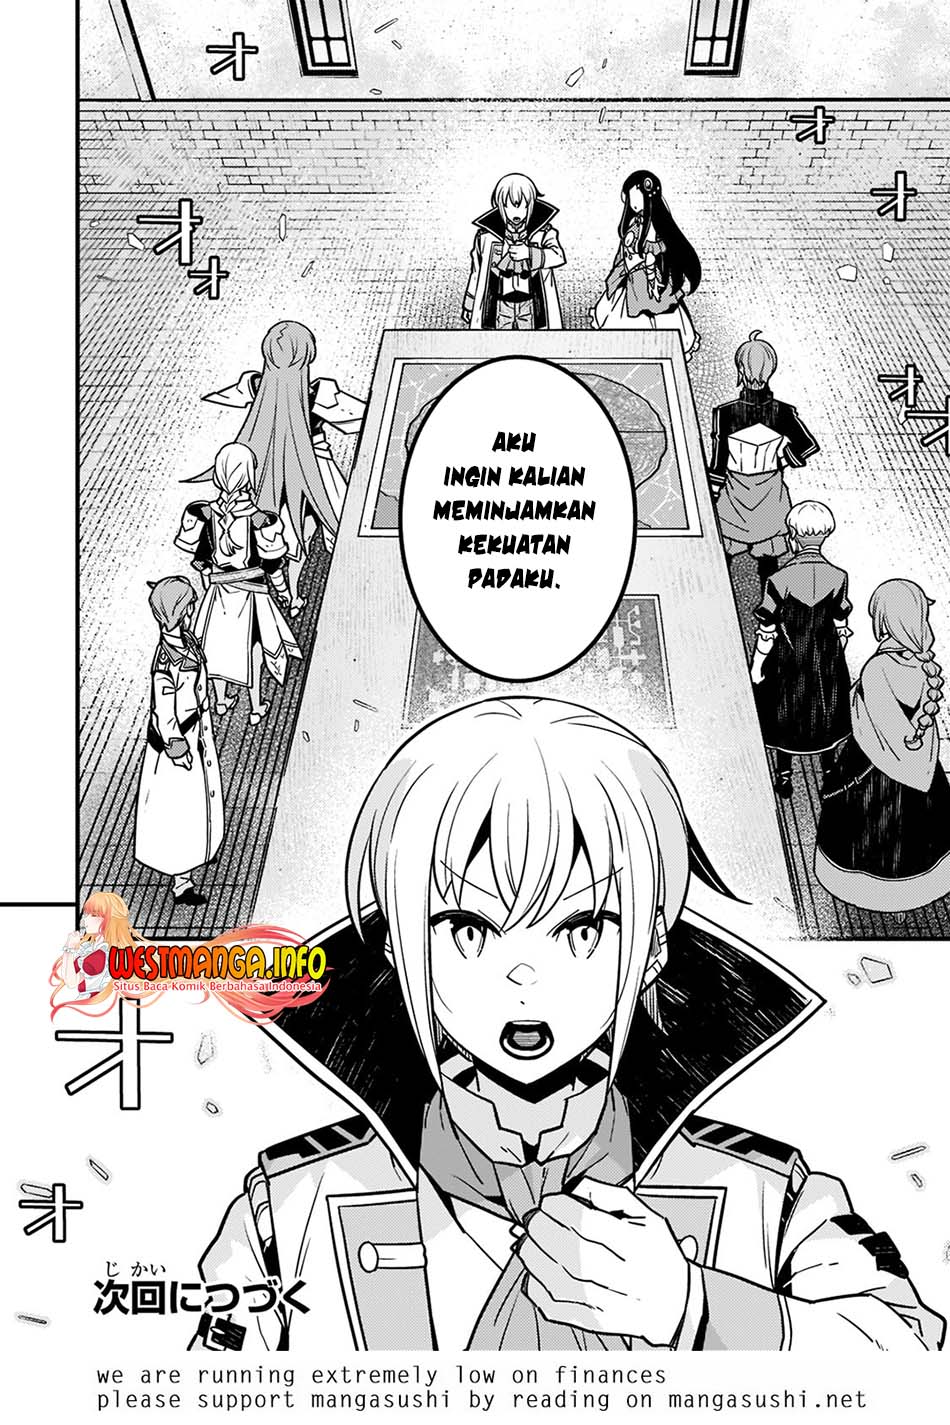 オ
オ
オ
オ
オ
オ
オ
AKU
INGIN KALIAN
MEMINJAMKAN
KEKUATAN
PADAKU.
WESTMANGA.INFO
Situs Baca Komik Berbahasa Indonesia
オ
オ
じ かい
次回につづく
we are running extremely low on finances
please support mangasushi by reading on mangasushi.net